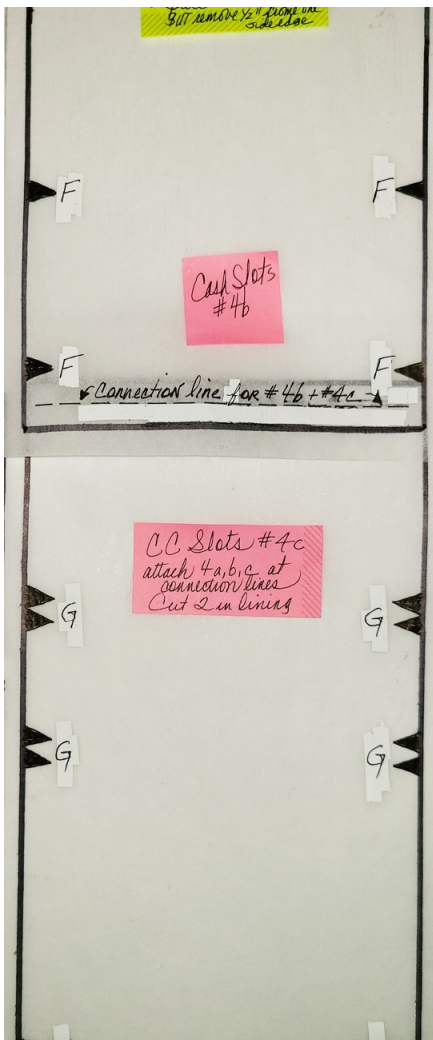 BUT remove 1/2" frome one
side edge
F F
Cash Slots
#4b
F F
Connection line for #4b + #4c
CC Slots #4c
attach 4a,b,c at
connection lines
Cut 2 in lining
G G
G G